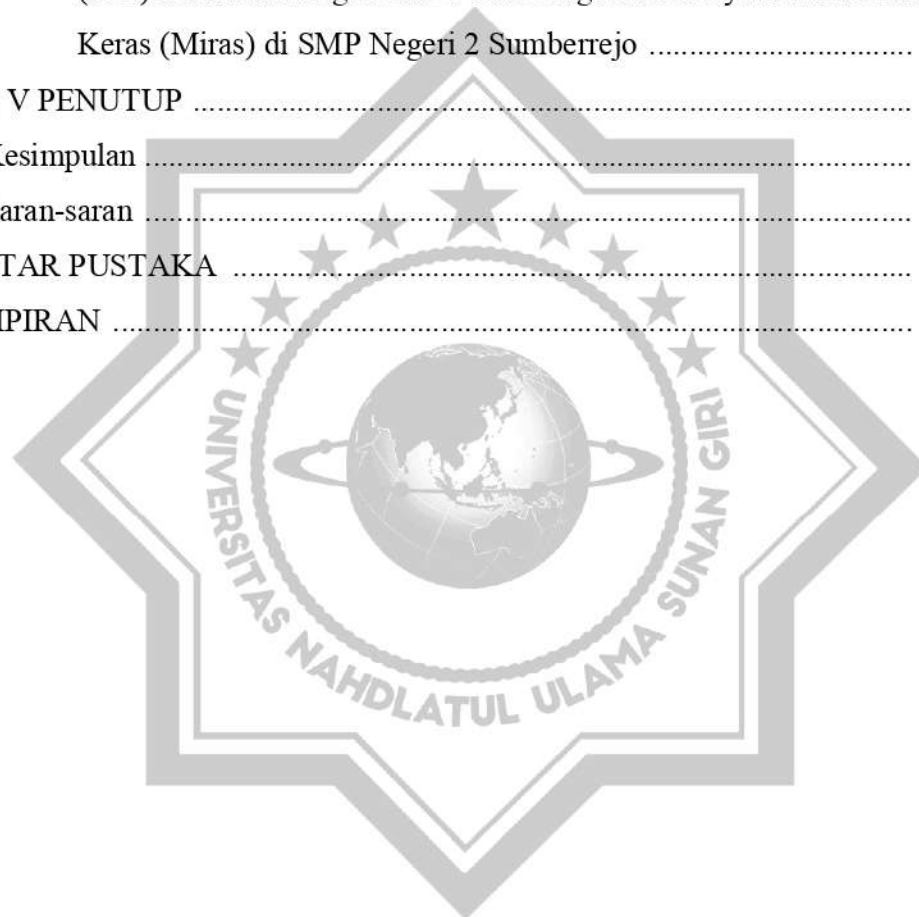 Keras (Miras) di SMP Negeri 2 Sumberrejo ................................
V PENUTUP ................................................................................
Kesimpulan ................................................................................
aran-saran ................................................................................
TAR PUSTAKA ................................................................................
IPIRAN ................................................................................
UNIVERSITAS NAHDLATUL ULAMA SUNAN GIRI